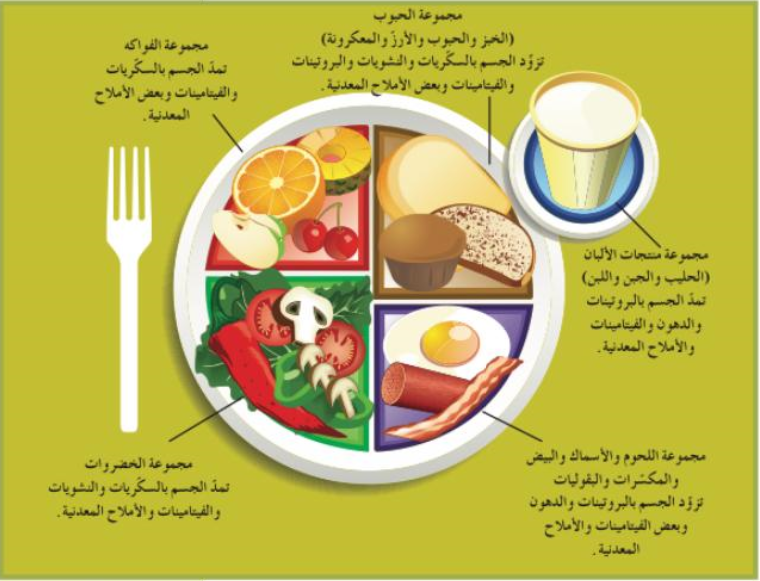 مجموعة الحبوب
(الخبز والحبوب والأرزّ والمعكرونة)
تزوّد الجسم بالسكّريات والنشويات والبروتينات
والفيتامينات وبعض الأملاح المعدنية.
مجموعة الفواكه
تمدّ الجسم بالسكّريات
والفيتامينات وبعض الأملاح
المعدنية.
مجموعة منتجات الألبان
(الحليب والجبن واللبن)
تمدّ الجسم بالبروتينات
والدهون والفيتامينات
والأملاح المعدنية.
مجموعة الخضروات
تمدّ الجسم بالسكّريات والنشويات
والفيتامينات والأملاح المعدنية.
مجموعة اللحوم والأسماك والبيض
والمكسّرات والبقوليات
تزوّد الجسم بالبروتينات والدهون
وبعض الفيتامينات والأملاح
المعدنية.